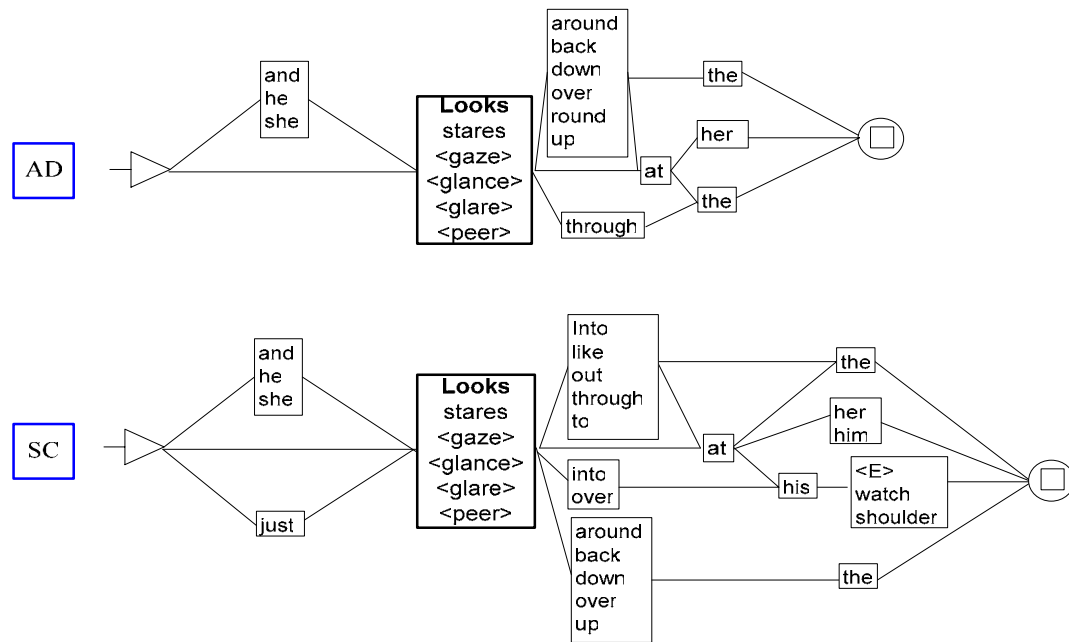 AD
and
he
she
Looks
stares
<gaze>
<glance>
<glare>
<peer>
around
back
down
over
round
up
the
at
her
the
through
SC
and
he
she
just
Looks
stares
<gaze>
<glance>
<glare>
<peer>
Into
like
out
through
to
the
at
her
him
into
over
his
<E>
watch
shoulder
around
back
down
over
up
the